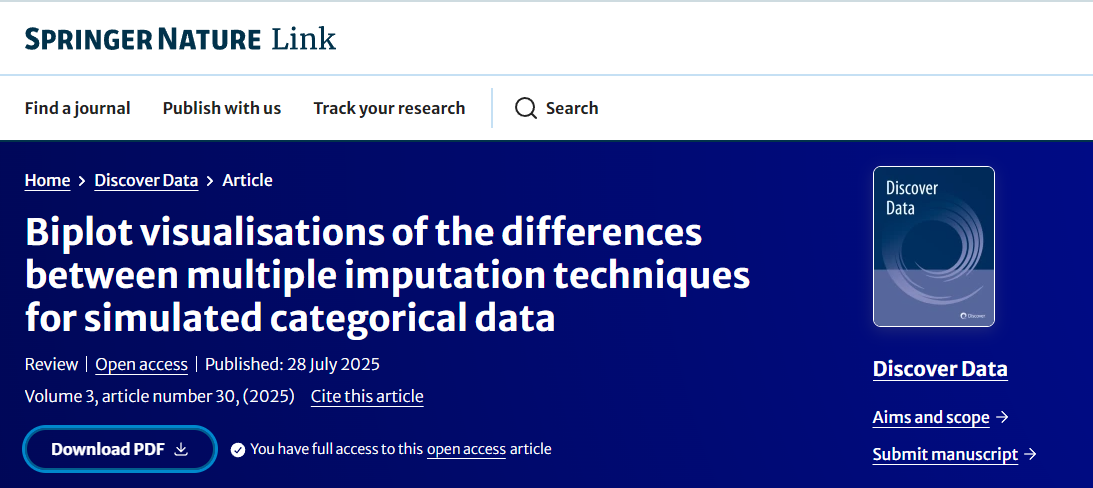 SPRINGER NATURE Link
Find a journal Publish with us Track your research Search
Home > Discover Data > Article
Biplot visualisations of the differences
between multiple imputation techniques
for simulated categorical data
Review | Open access | Published: 28 July 2025
Volume 3, article number 30, (2025) Cite this article
Download PDF You have full access to this open access article
Discover
Data
Discover
Discover Data
Aims and scope →
Submit manuscript →